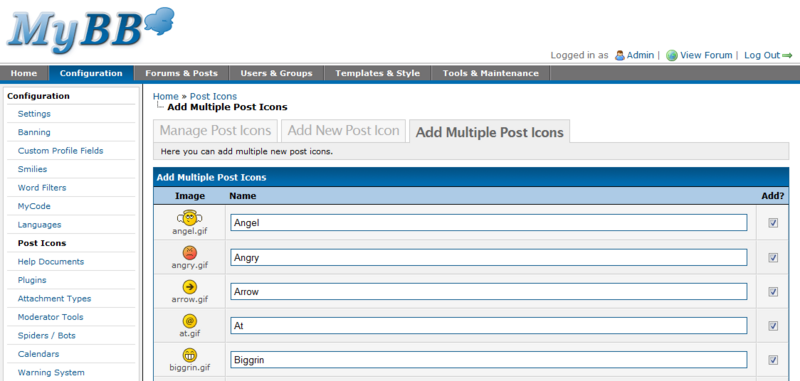 MyBB
Logged in as Admin | View Forum | Log Out
Home Configuration Forums & Posts Users & Groups Templates & Style Tools & Maintenance
Configuration
Settings
Banning
Custom Profile Fields
Smilies
Word Filters
MyCode
Languages
Post Icons
Help Documents
Plugins
Attachment Types
Moderator Tools
Spiders / Bots
Calendars
Warning System
Home » Post Icons
Add Multiple Post Icons
Manage Post Icons Add New Post Icon Add Multiple Post Icons
Here you can add multiple new post icons.
Add Multiple Post Icons
Image Name Add?
angel.gif Angel
angry.gif Angry
arrow.gif Arrow
at.gif At
biggrin.gif Biggrin